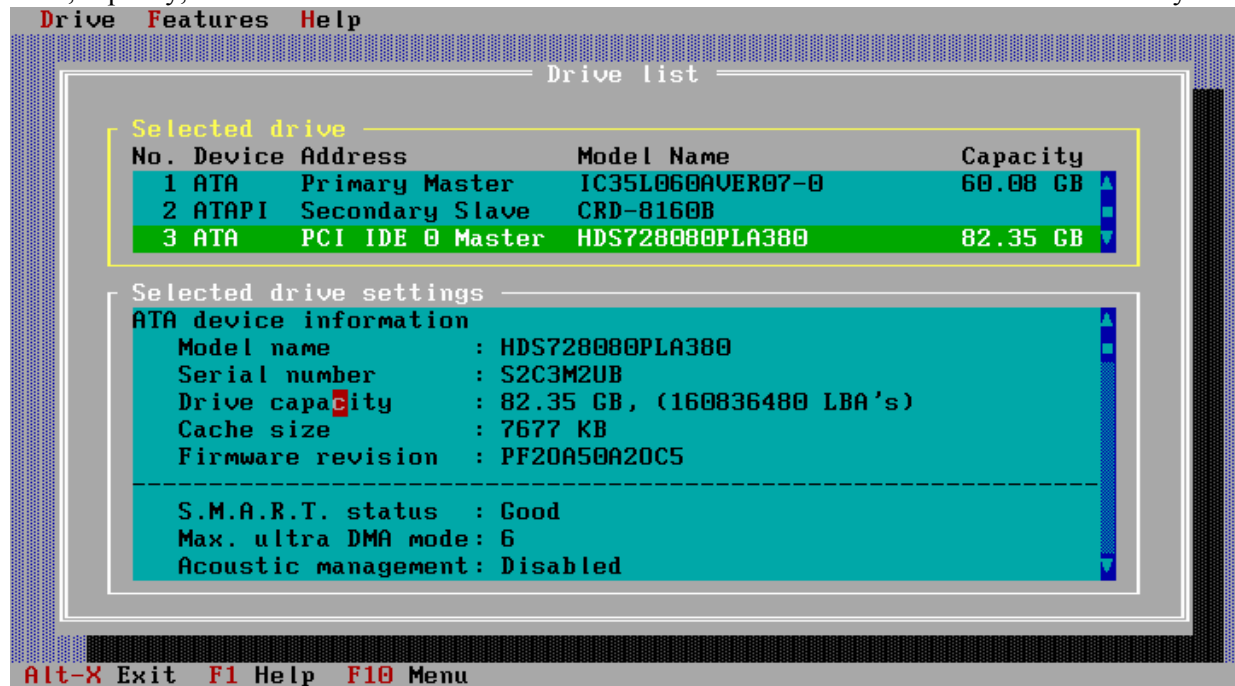 Drive Features Help
Drive list
Selected drive
No. Device Address Model Name Capacity
1 ATA Primary Master IC35L060AVER07-0 60.08 GB
2 ATAPI Secondary Slave CRD-8160B
3 ATA PCI IDE 0 Master HDS728080PLA380 82.35 GB
Selected drive settings
ATA device information
Model name : HDS728080PLA380
Serial number : S2C3M2UB
Drive capacity : 82.35 GB, (160836480 LBA's)
Cache size : 7677 KB
Firmware revision : PF2OA50A20C5
S.M.A.R.T. status : Good
Max. ultra DMA mode: 6
Acoustic management: Disabled
Alt-X Exit F1 Help F10 Menu